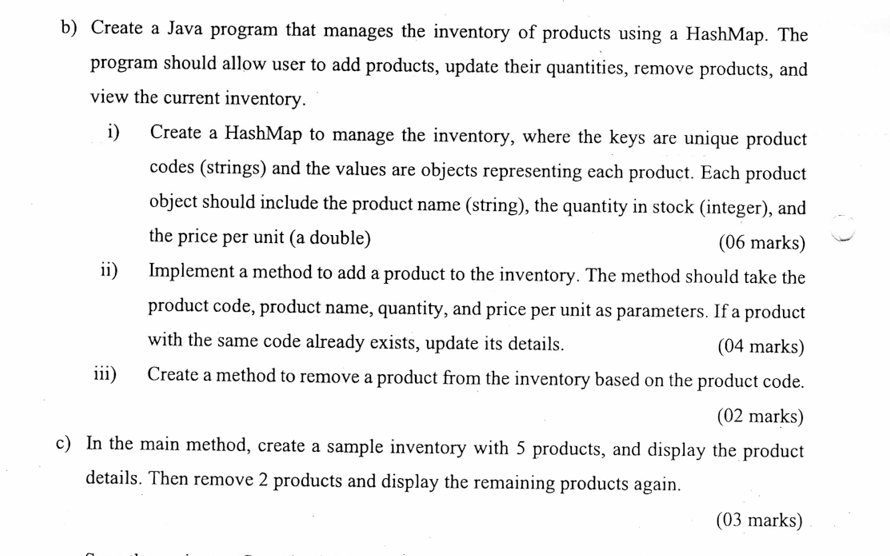 b) Create a Java program that manages the inventory of products using a HashMap. The
program should allow user to add products, update their quantities, remove products, and
view the current inventory.
i) Create a HashMap to manage the inventory, where the keys are unique product
codes (strings) and the values are objects representing each product. Each product
object should include the product name (string), the quantity in stock (integer), and
the price per unit (a double) (06 marks)
ii) Implement a method to add a product to the inventory. The method should take the
product code, product name, quantity, and price per unit as parameters. If a product
with the same code already exists, update its details. (04 marks)
iii) Create a method to remove a product from the inventory based on the product code.
(02 marks)
c) In the main method, create a sample inventory with 5 products, and display the product
details. Then remove 2 products and display the remaining products again.
(03 marks)